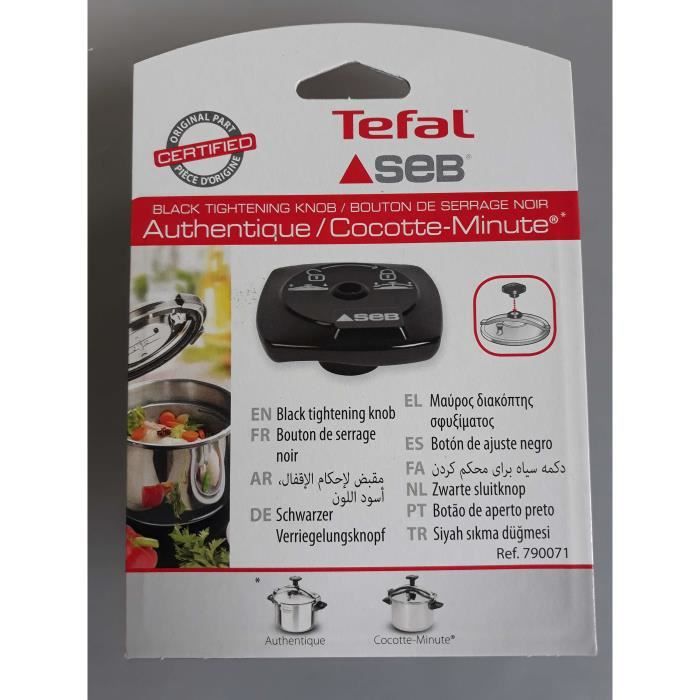 ORIGINAL PART
CERTIFIED
PIÈCE D'ORIGINE
Tefal
SEB®
BLACK TIGHTENING KNOB / BOUTON DE SERRAGE NOIR
Authentique / Cocotte-Minute®*
SEB
EN Black tightening knob
FR Bouton de serrage
noir
AR مقبض لإحكام الإقفال،
أسود اللون
DE Schwarzer
Verriegelungsknopf
EL Μαύρος διακόπτης
σφυξίματος
ES Botón de ajuste negro
FA دکمه سیاه برای محکم کردن
NL Zwarte sluitknop
PT Botão de aperto preto
TR Siyah sıkma düğmesi
Ref. 790071
*
Authentique
Cocotte-Minute®